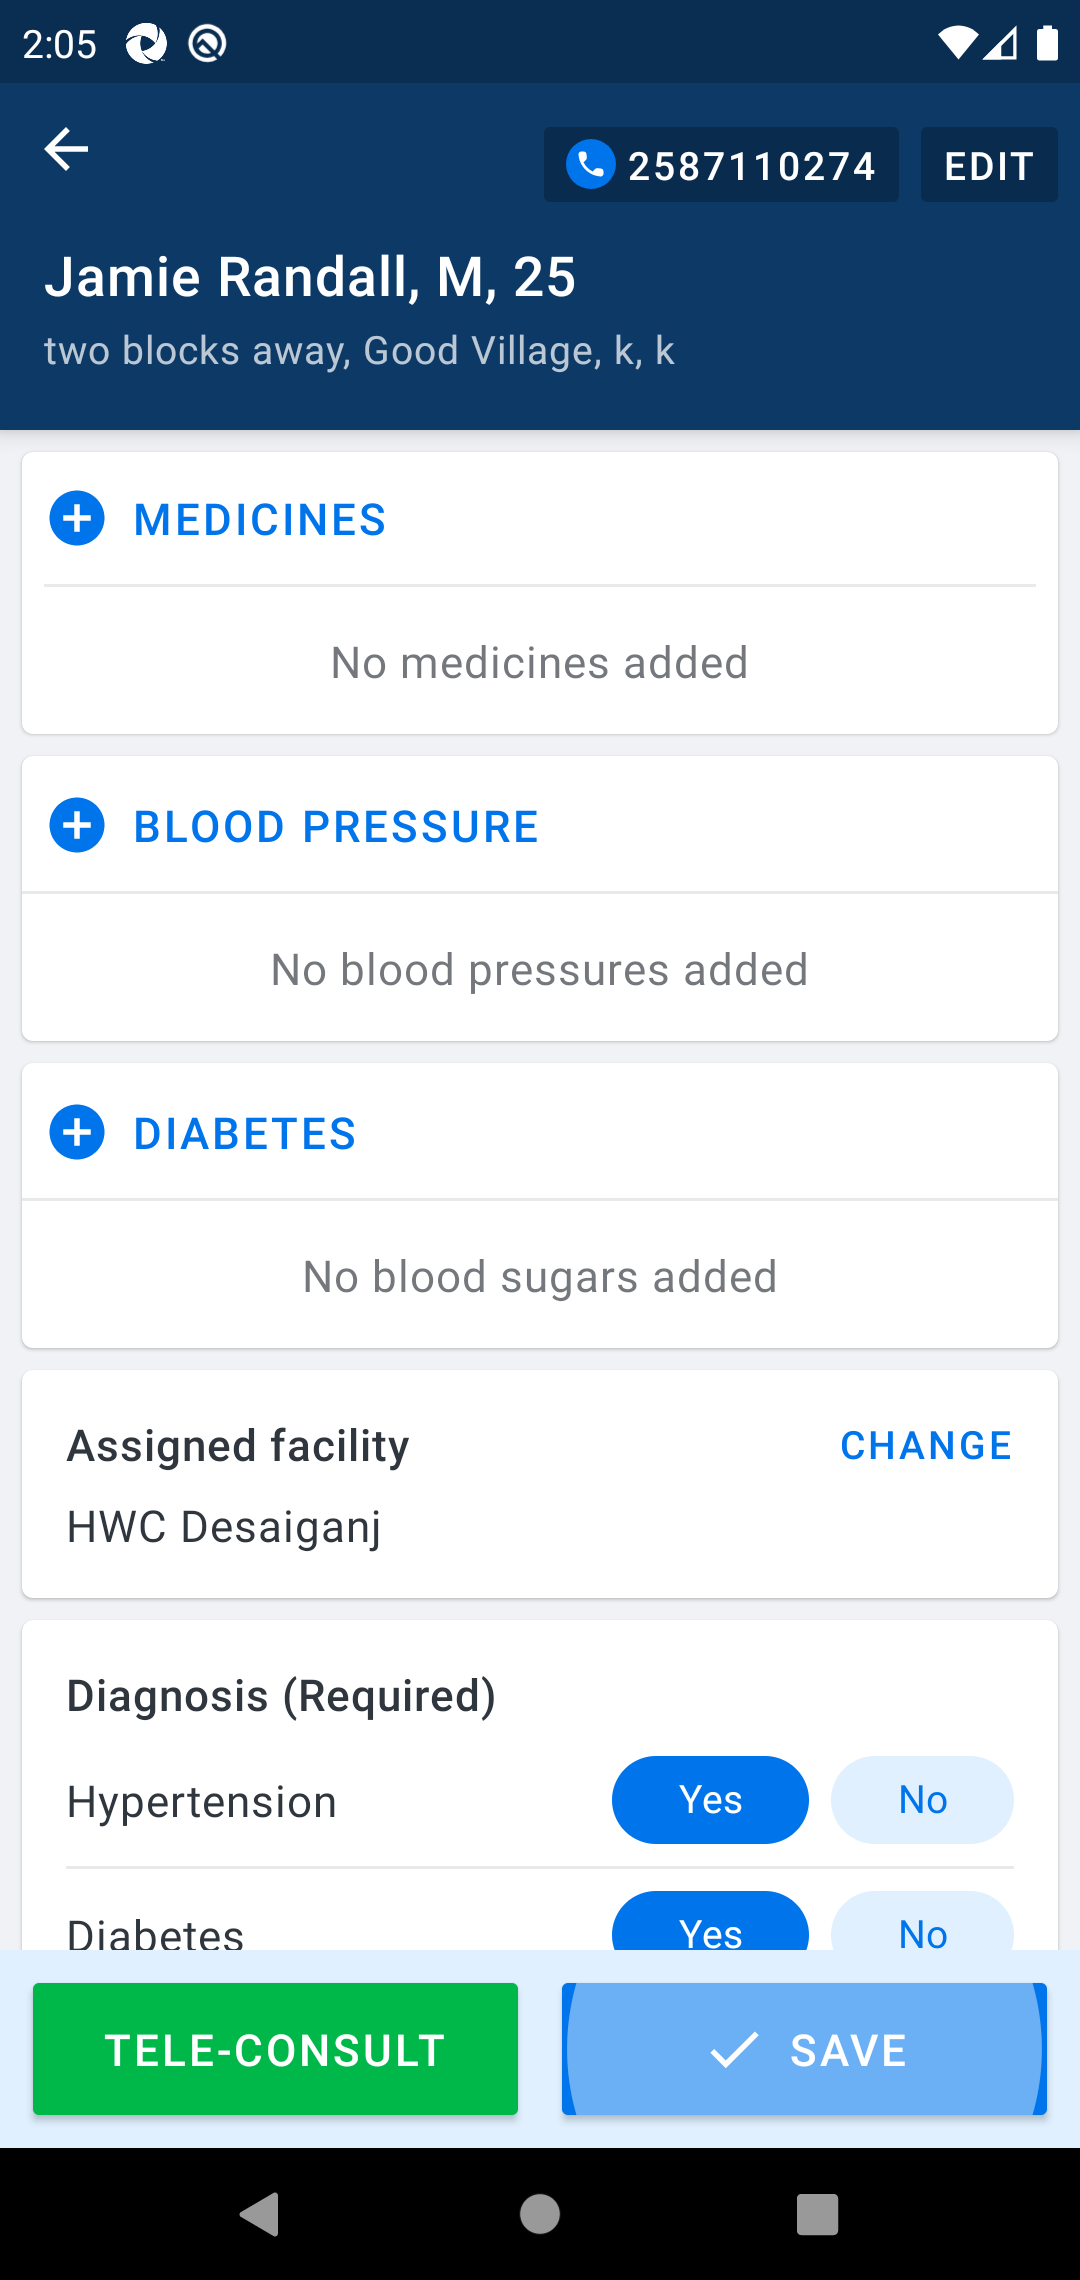 2:05
2587110274
EDIT
Jamie Randall, M, 25
two blocks away, Good Village, k, k
MEDICINES
No medicines added
BLOOD PRESSURE
No blood pressures added
DIABETES
No blood sugars added
Assigned facility
CHANGE
HWC Desaiganj
Diagnosis (Required)
Hypertension Yes No
Diabetes Yes No
TELE-CONSULT
SAVE